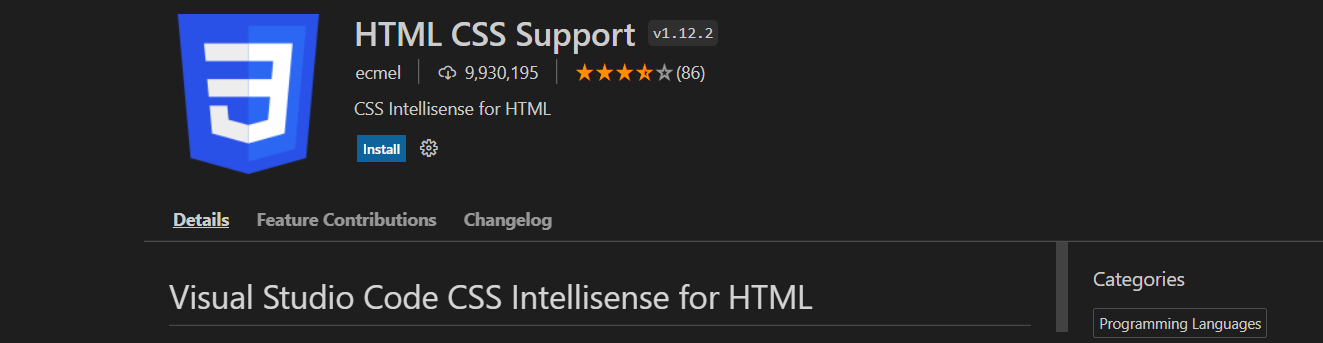 HTML CSS Support v1.12.2
ecmel 9,930,195 (86)
CSS Intellisense for HTML
Install
Details Feature Contributions Changelog
Visual Studio Code CSS Intellisense for HTML
Categories
Programming Languages